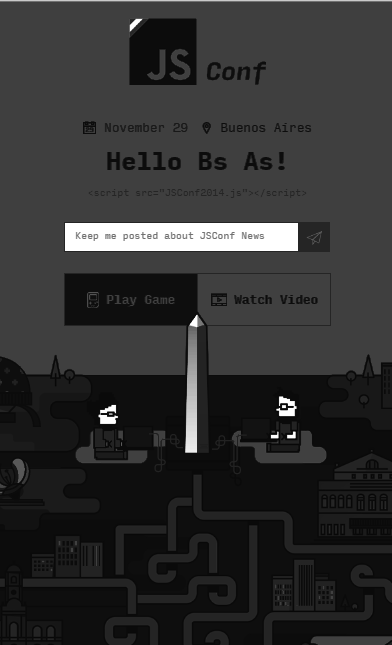 JS Conf
November 29 Buenos Aires
Hello Bs As!
<script src="JSConf2014.js"></script>
Keep me posted about JSConf News
Play Game Watch Video